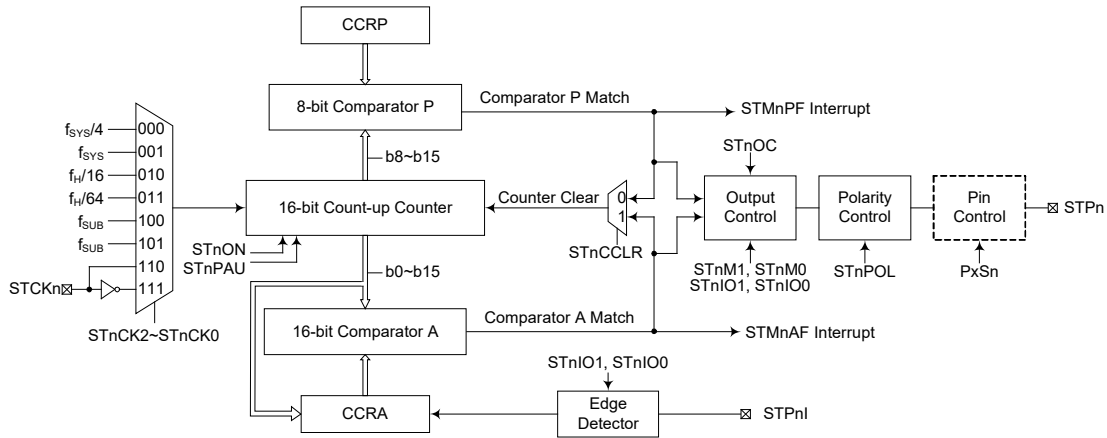 CCRP
8-bit Comparator P
Comparator P Match
STMnPF Interrupt
fSYS/4
000
fSYS
001
fH/16
010
fH/64
011
fSUB
100
fSUB
101
110
111
STCKn
STnCK2~STnCK0
b8~b15
16-bit Count-up Counter
STnON
STnPAU
Counter Clear
0
1
STnCCLR
STnOC
Output
Control
STnM1, STnM0
STnIO1, STnIO0
Polarity
Control
STnPOL
Pin
Control
PxSn
STPn
b0~b15
16-bit Comparator A
Comparator A Match
STMnAF Interrupt
STnIO1, STnIO0
CCRA
Edge
Detector
STPnI